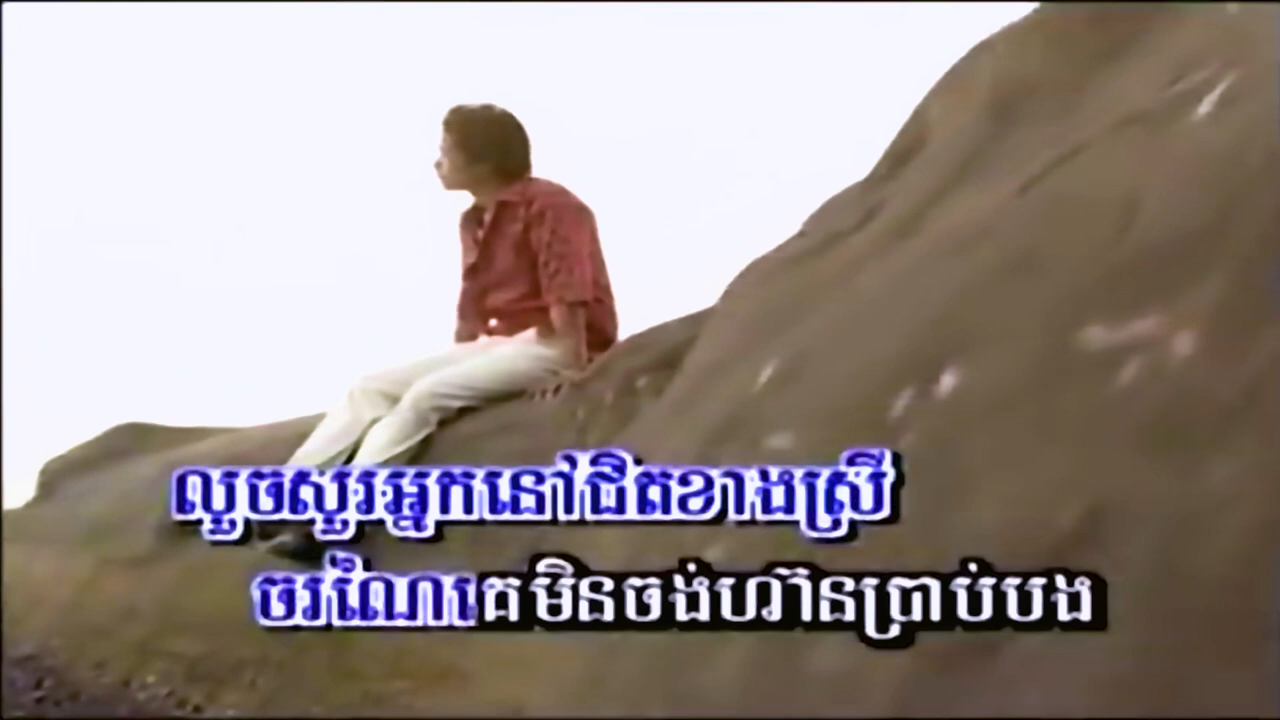 លួចសួរអ្នកនៅជិតខាងស្រី
ចរណៃគេមិនចង់ហ៊ានប្រាប់បង